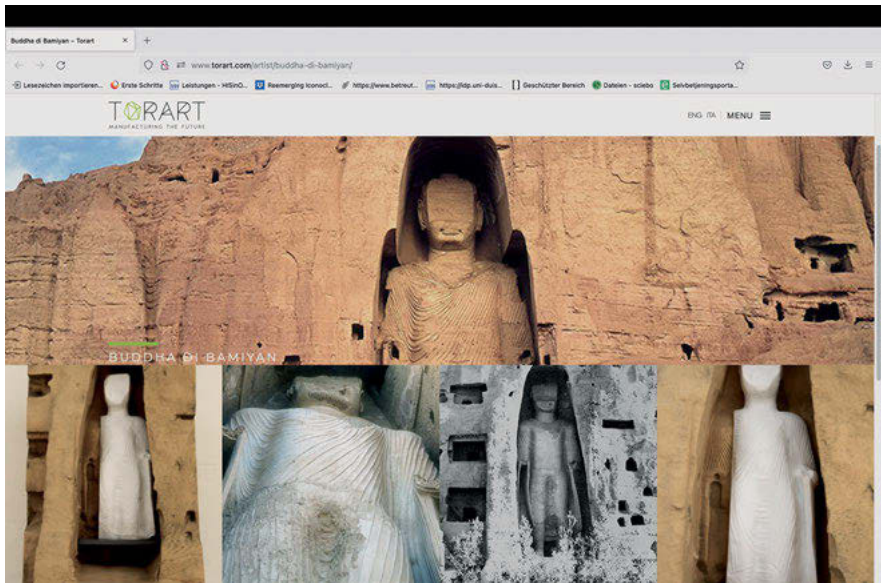 Buddha di Bamiyan – Torart
www.torart.com/artist/buddha-di-bamiyan/
Lesezeichen importieren... Erste Schritte Leistungen - HISinO... Reemerging Iconocl... https://www.betreut... https://idp.uni-duis... Geschützter Bereich Dateien - sciebo Selvbetjeningsporta...
TORART
MANUFACTURING THE FUTURE
ENG ITA MENU
BUDDHA DI BAMIYAN